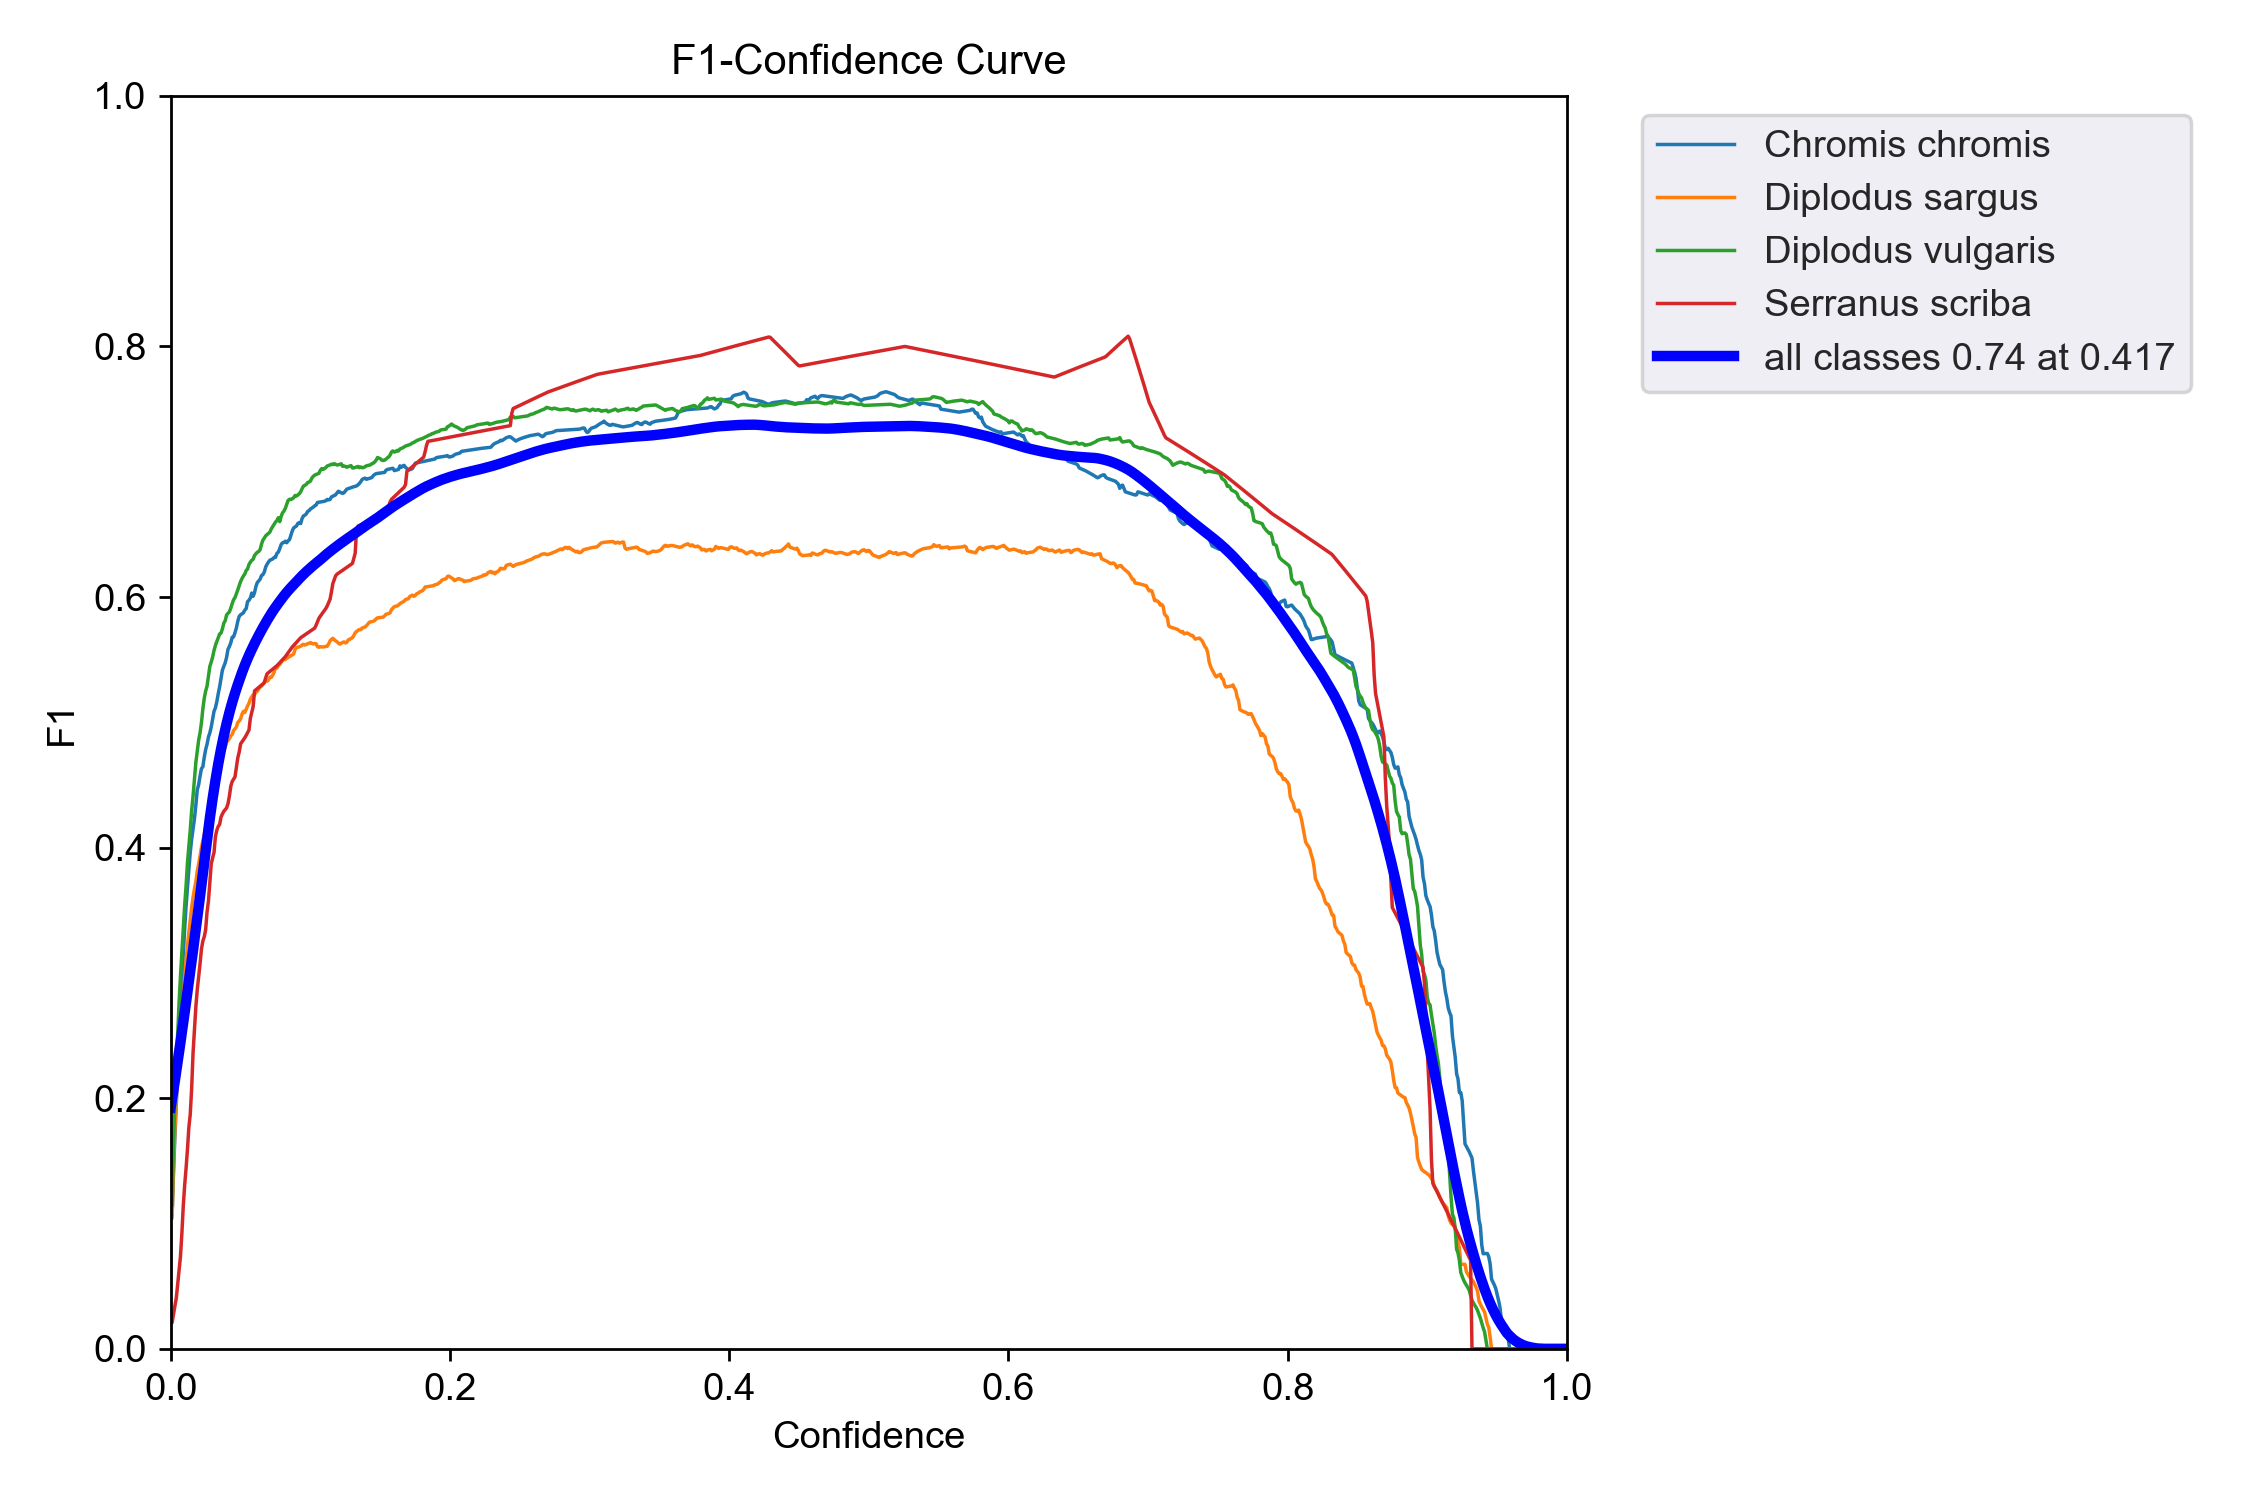 F1-Confidence Curve
1.0
0.8
0.6
0.4
0.2
0.0
F1
0.0 0.2 0.4 0.6 0.8 1.0
Confidence
Chromis chromis
Diplodus sargus
Diplodus vulgaris
Serranus scriba
all classes 0.74 at 0.417